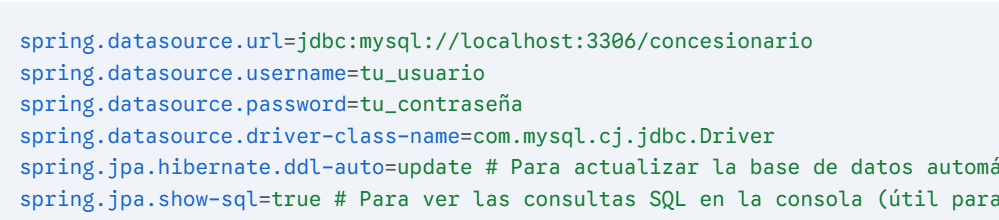 spring.datasource.url=jdbc:mysql://localhost:3306/concesionario
spring.datasource.username=tu_usuario
spring.datasource.password=tu_contraseña
spring.datasource.driver-class-name=com.mysql.cj.jdbc.Driver
spring.jpa.hibernate.ddl-auto=update # Para actualizar la base de datos
spring.jpa.show-sql=true # Para ver las consultas SQL en la consola (útil para